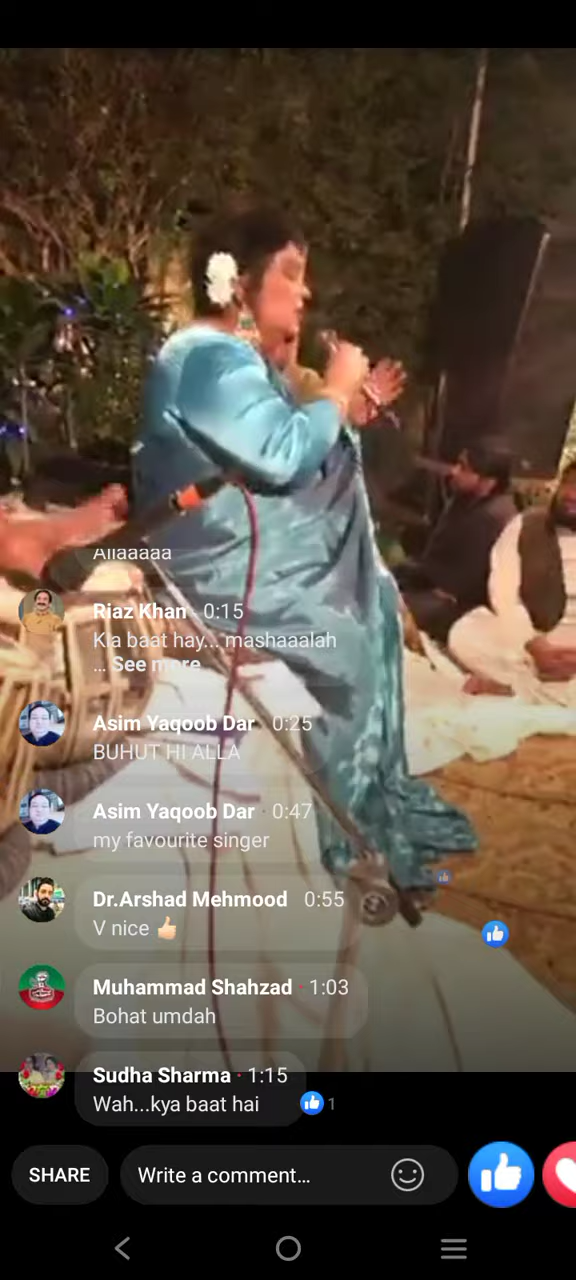 Allaaaaa
Riaz Khan · 0:15
Kia baat hay... mashaaalah
... See more
Asim Yaqoob Dar · 0:25
BUHUT HI ALLA
Asim Yaqoob Dar · 0:47
my favourite singer
Dr.Arshad Mehmood 0:55
V nice 👍🏻
Muhammad Shahzad · 1:03
Bohat umdah
Sudha Sharma · 1:15
Wah...kya baat hai 1
SHARE Write a comment...